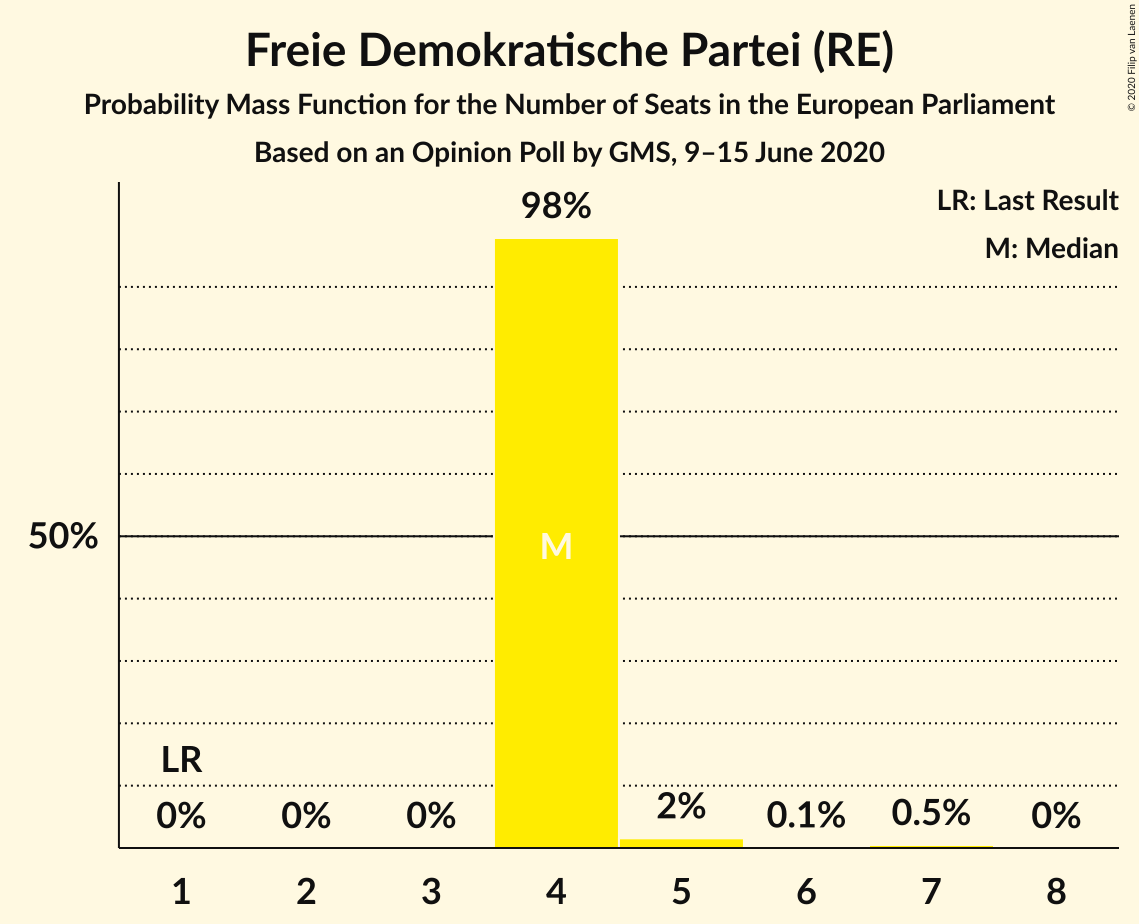 Freie Demokratische Partei (RE)
Probability Mass Function for the Number of Seats in the European Parliament
Based on an Opinion Poll by GMS, 9–15 June 2020
© 2020 Filip van Laenen
LR: Last Result
M: Median
98%
50%
M
LR
0%
0%
0%
2%
0.1%
0.5%
0%
1
2
3
4
5
6
7
8